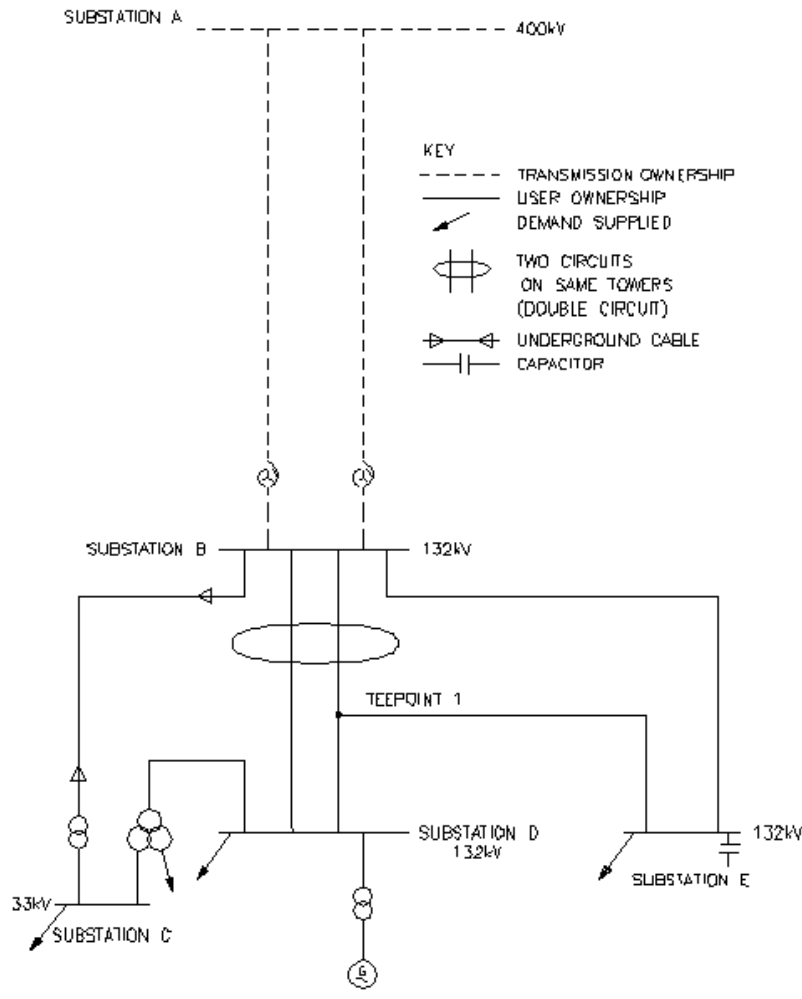 SUBSTATION A
400kV
KEY
TRANSMISSION OWNERSHIP
USER OWNERSHIP
DEMAND SUPPLIED
TWO CIRCUITS
ON SAME TOWERS
(DOUBLE CIRCUIT)
UNDERGROUND CABLE
CAPACITOR
SUBSTATION B
132kV
TEEPOINT 1
SUBSTATION D
132kV
132kV
SUBSTATION E
33kV
SUBSTATION C
G